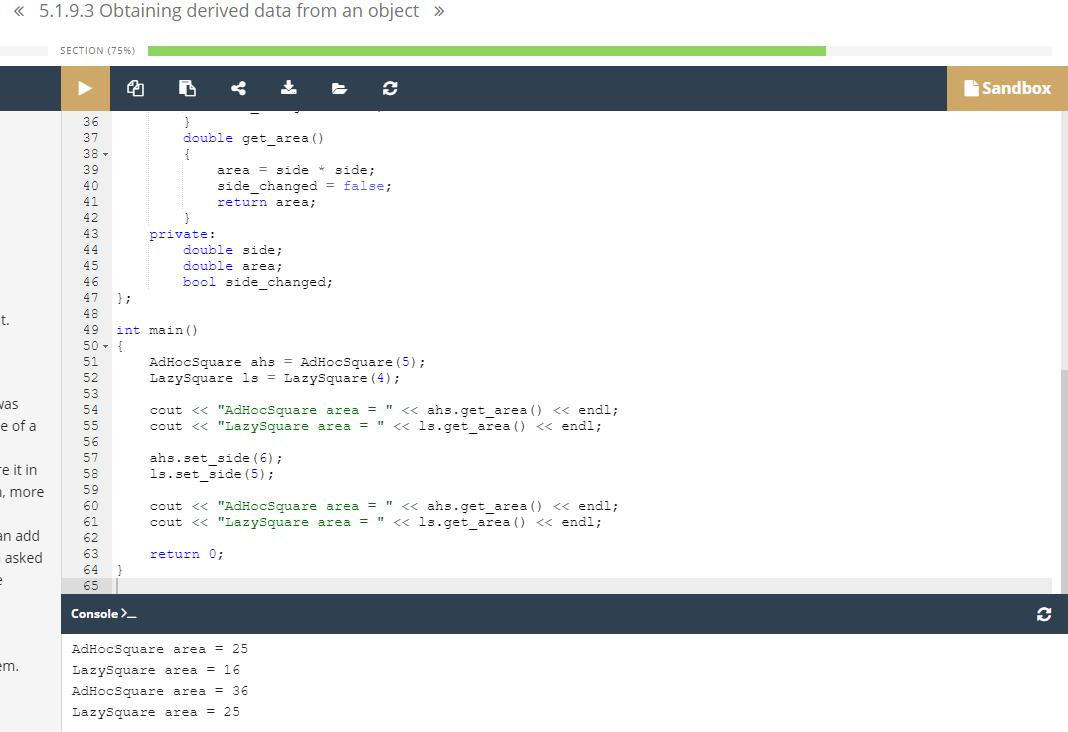 « 5.1.9.3 Obtaining derived data from an object »
SECTION (75%)
Sandbox
36 }
37 double get_area()
38 {
39 area = side * side;
40 side_changed = false;
41 return area;
42 }
43 private:
44 double side;
45 double area;
46 bool side_changed;
47 };
48
49 int main()
50 {
51 AdHocSquare ahs = AdHocSquare(5);
52 LazySquare ls = LazySquare(4);
53
54 cout << "AdHocSquare area = " << ahs.get_area() << endl;
55 cout << "LazySquare area = " << ls.get_area() << endl;
56
57 ahs.set_side(6);
58 ls.set_side(5);
59
60 cout << "AdHocSquare area = " << ahs.get_area() << endl;
61 cout << "LazySquare area = " << ls.get_area() << endl;
62
63 return 0;
64 }
65
t.
was
e of a
e it in
, more
an add
asked
e
em.
Console >_
AdHocSquare area = 25
LazySquare area = 16
AdHocSquare area = 36
LazySquare area = 25